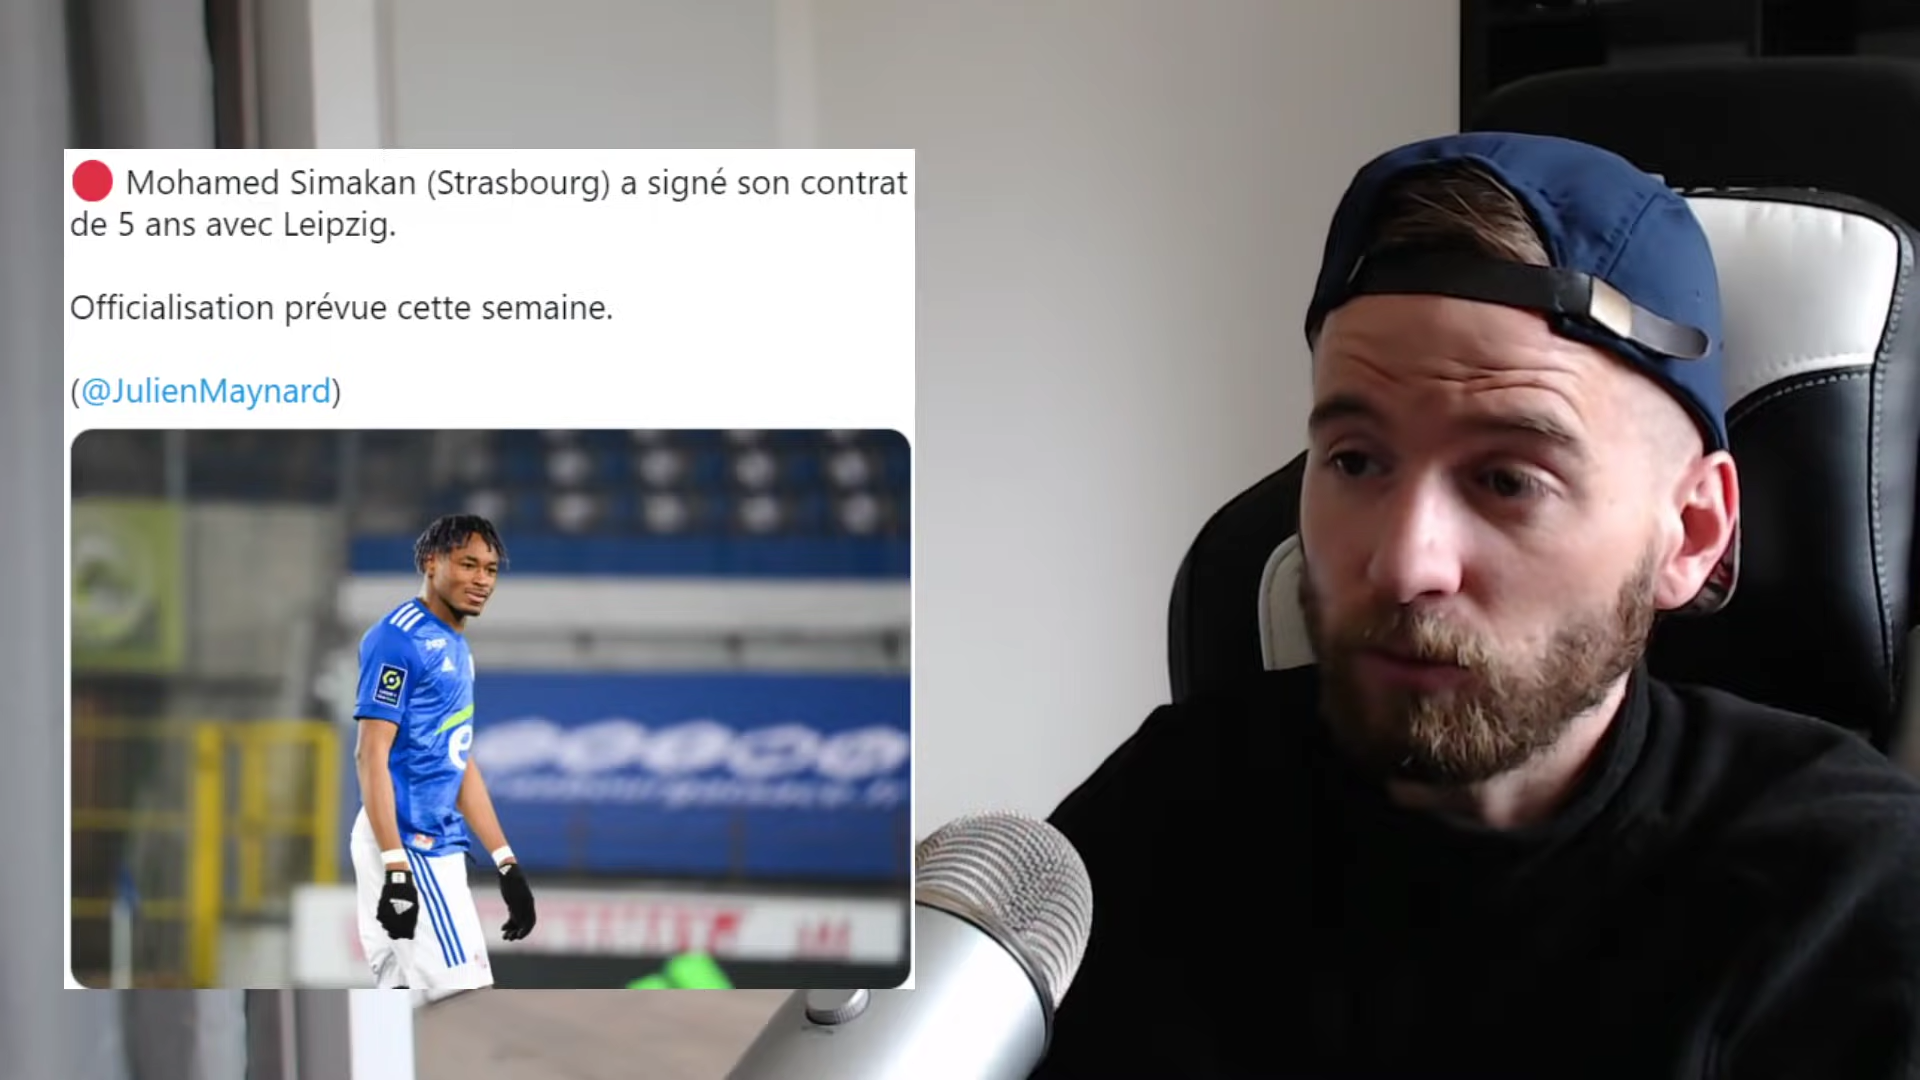 🔴 Mohamed Simakan (Strasbourg) a signé son contrat
de 5 ans avec Leipzig.
Officialisation prévue cette semaine.
(@JulienMaynard)